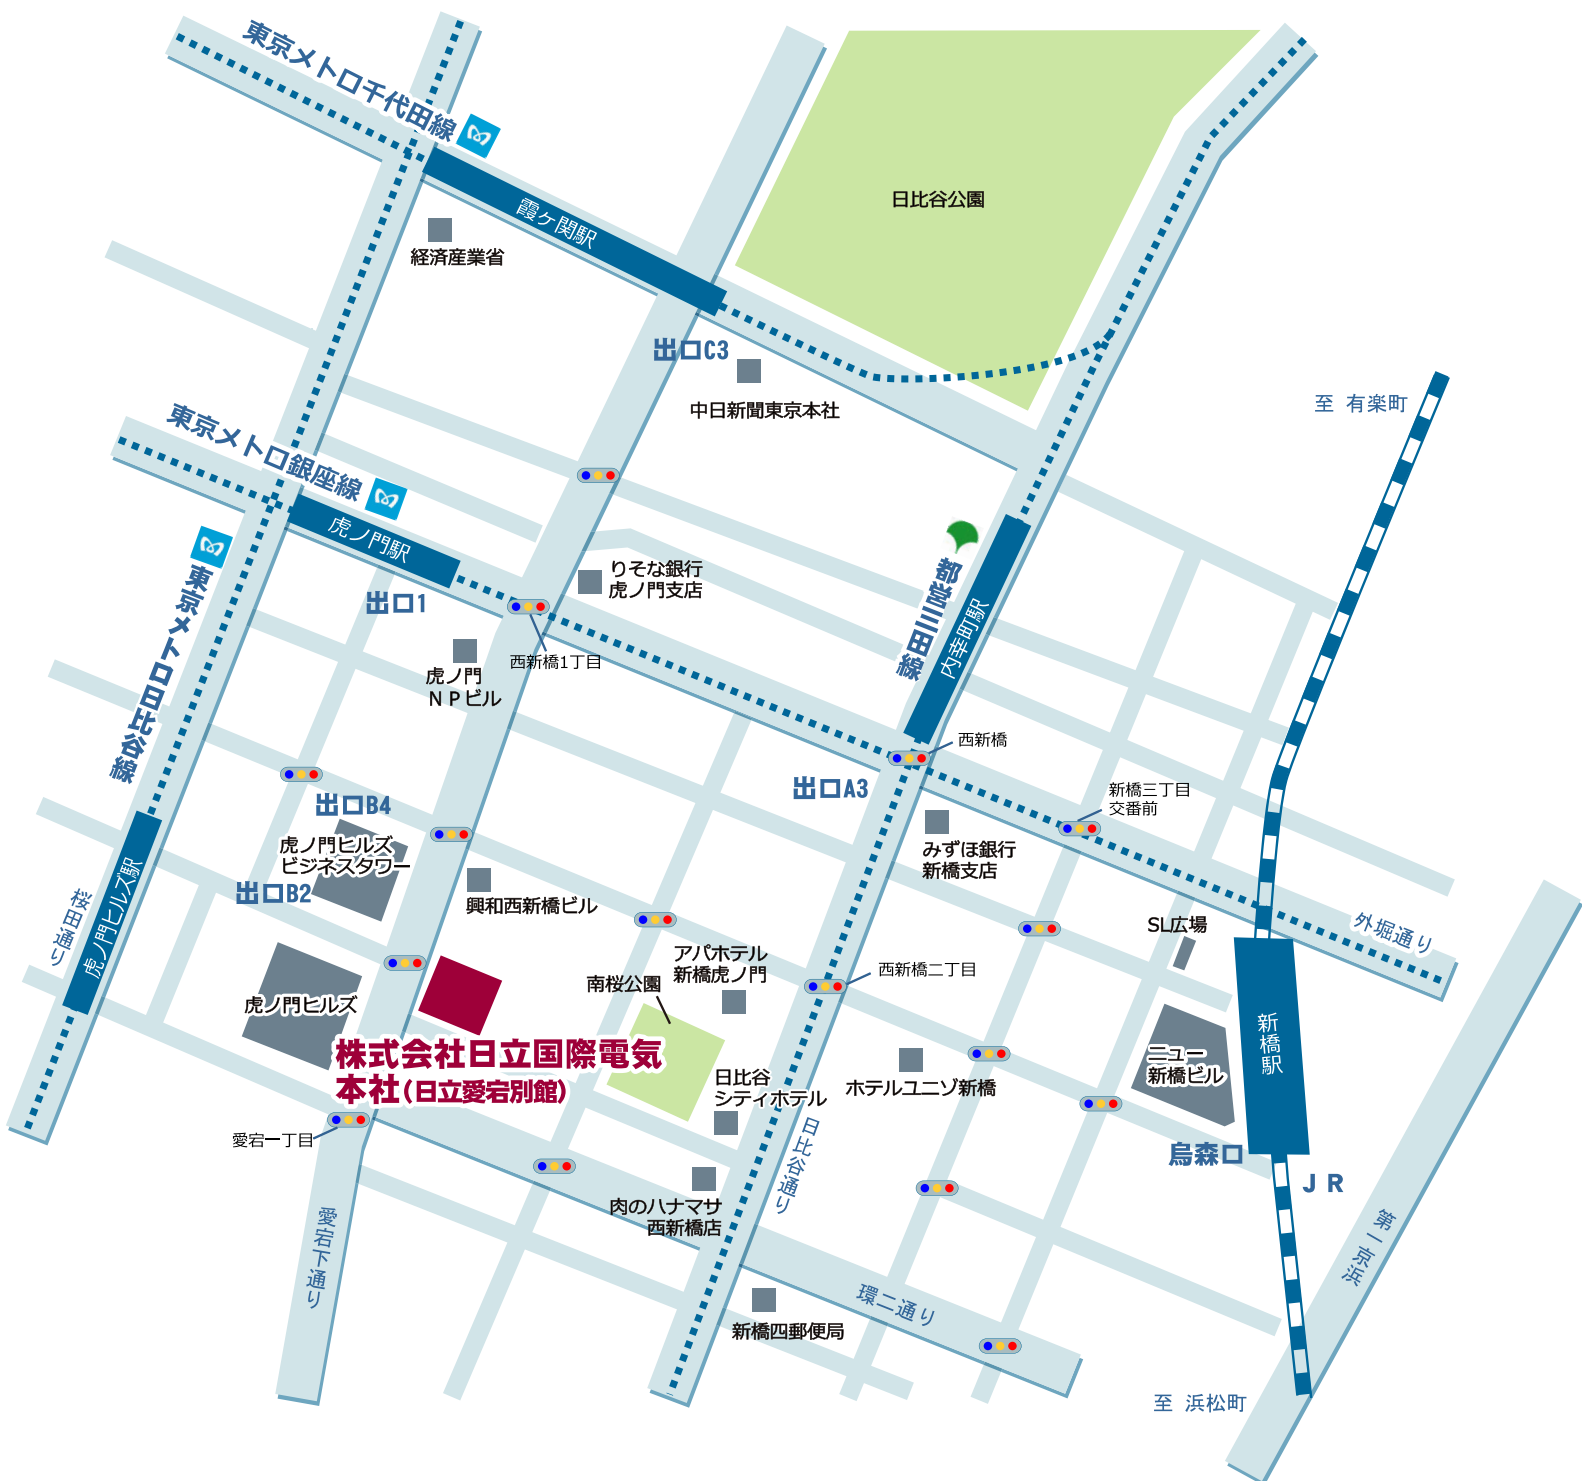 東京メトロ千代田線
霞ヶ関駅
日比谷公園
経済産業省
出口C3
中日新聞東京本社
至 有楽町
東京メトロ銀座線
虎ノ門駅
出口1
りそな銀行
虎ノ門支店
西新橋1丁目
虎ノ門
NPビル
東京メトロ日比谷線
都営三田線
内幸町駅
西新橋
出口A3
新橋三丁目
交番前
みずほ銀行
新橋支店
出口B4
虎ノ門ヒルズ
ビジネスタワー
出口B2
桜田通り
虎ノ門ヒルズ駅
興和西新橋ビル
アパホテル
新橋虎ノ門
南桜公園
西新橋二丁目
SL広場
外堀通り
虎ノ門ヒルズ
株式会社日立国際電気
本社(日立愛宕別館)
愛宕一丁目
日比谷
シティホテル
ホテルユニゾ新橋
ニュー
新橋ビル
新橋駅
烏森口
JR
日比谷通り
肉のハナマサ
西新橋店
愛宕下通り
環二通り
新橋四郵便局
第一京浜
至 浜松町